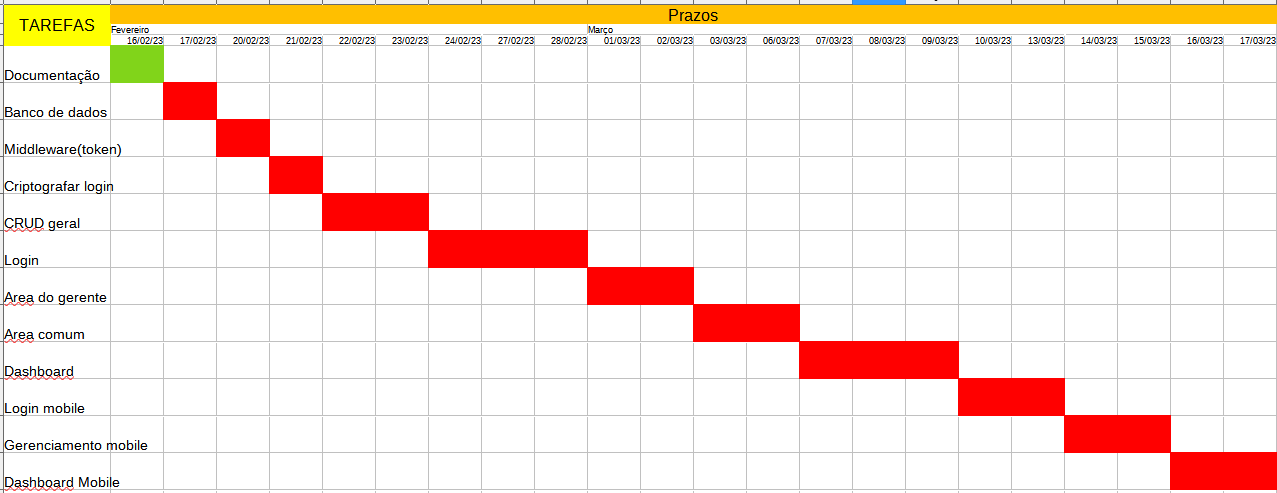 TAREFAS
Prazos
Fevereiro
Março
16/02/23 17/02/23 20/02/23 21/02/23 22/02/23 23/02/23 24/02/23 27/02/23 28/02/23 01/03/23 02/03/23 03/03/23 06/03/23 07/03/23 08/03/23 09/03/23 10/03/23 13/03/23 14/03/23 15/03/23 16/03/23 17/03/23
Documentação
Banco de dados
Middleware(token)
Criptografar login
CRUD geral
Login
Area do gerente
Area comum
Dashboard
Login mobile
Gerenciamento mobile
Dashboard Mobile